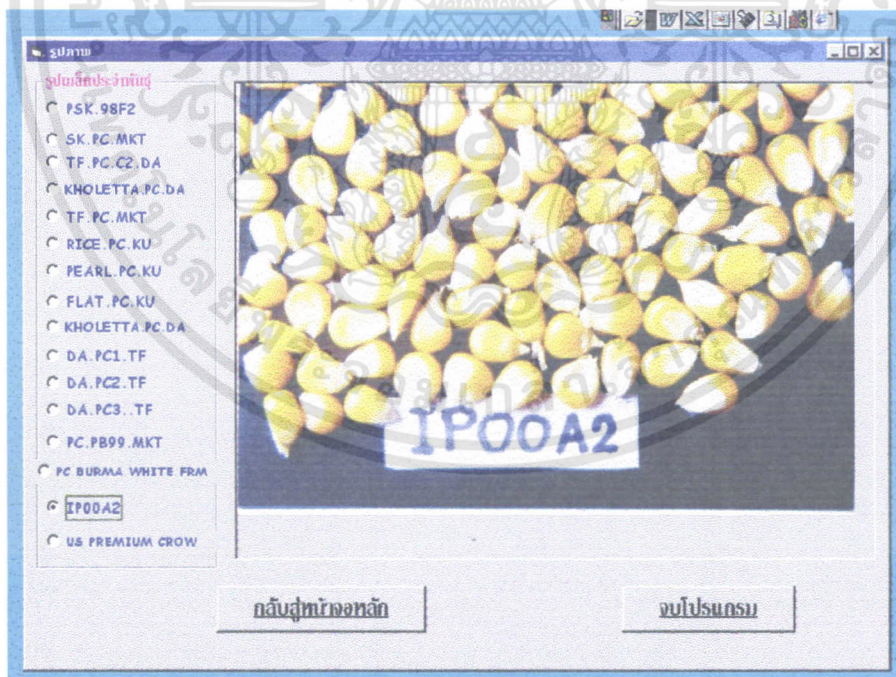 รูปภาพ
รูปเมล็ดประจำพันธุ์
PSK.98F2
SK.PC.MKT
TF.PC.C2.DA
KHOLETTA.PC.DA
TF.PC.MKT
RICE.PC.KU
PEARL.PC.KU
FLAT.PC.KU
KHOLETTA.PC.DA
DA.PC1.TF
DA.PC2.TF
DA.PC3..TF
PC.PB99.MKT
PC BURMA WHITE FRM
IP00A2
US PREMIUM CROW
IP00A2
กลับสู่หน้าจอหลัก
จบโปรแกรม